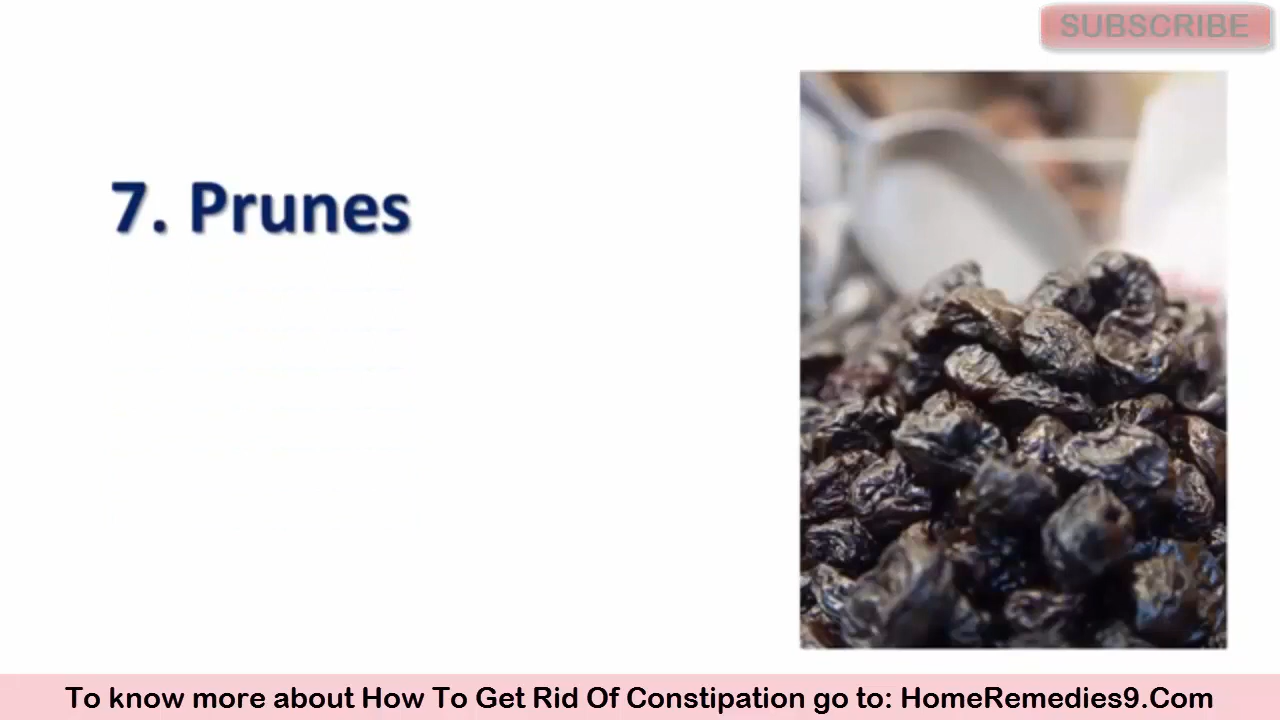 SUBSCRIBE
7. Prunes
To know more about How To Get Rid Of Constipation go to: HomeRemedies9.Com